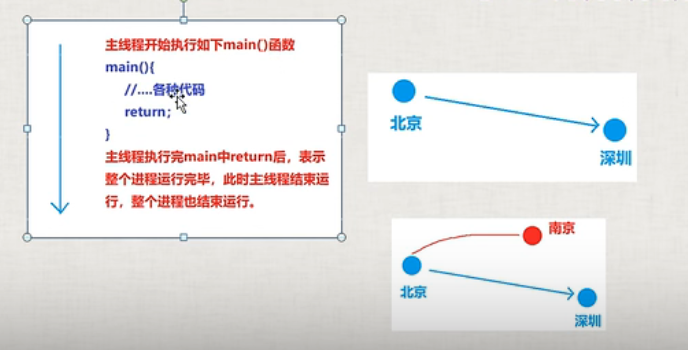 主线程开始执行如下main()函数
main(){
//....各种代码
return;
}
主线程执行完main中return后，表示
整个进程运行完毕，此时主线程结束运
行，整个进程也结束运行。
北京
深圳
南京
北京
深圳